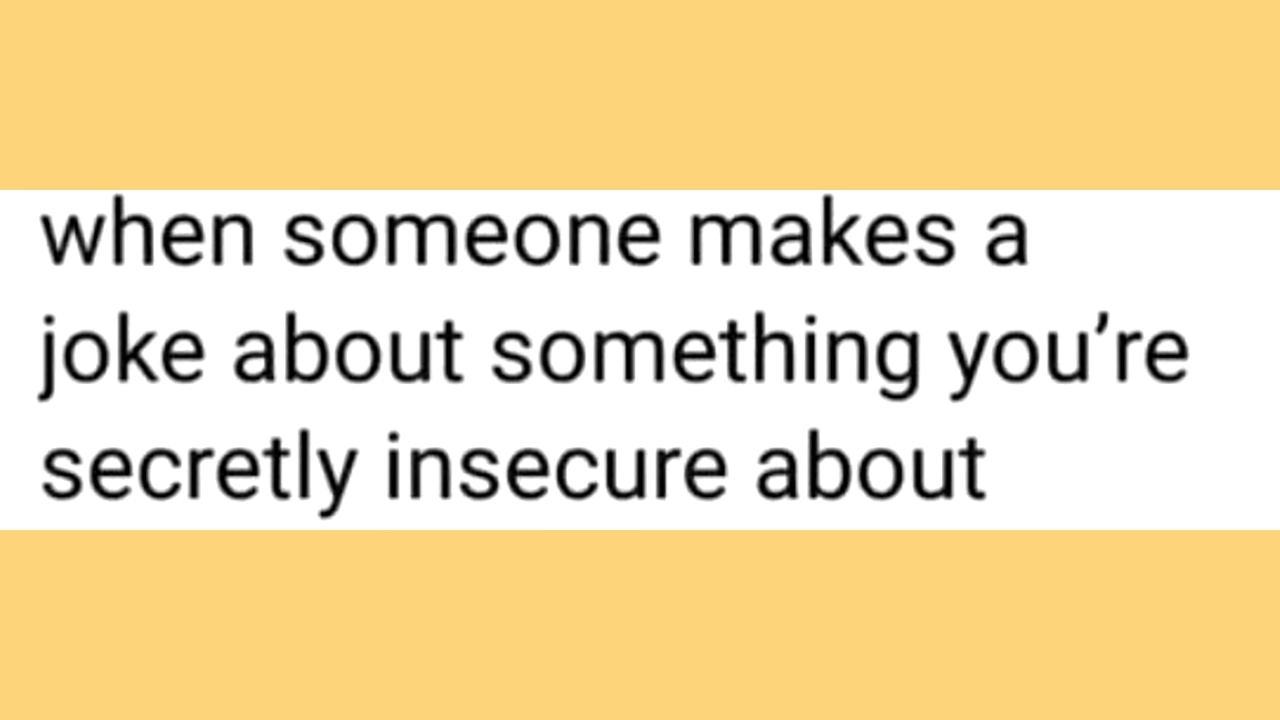 when someone makes a
joke about something you’re
secretly insecure about